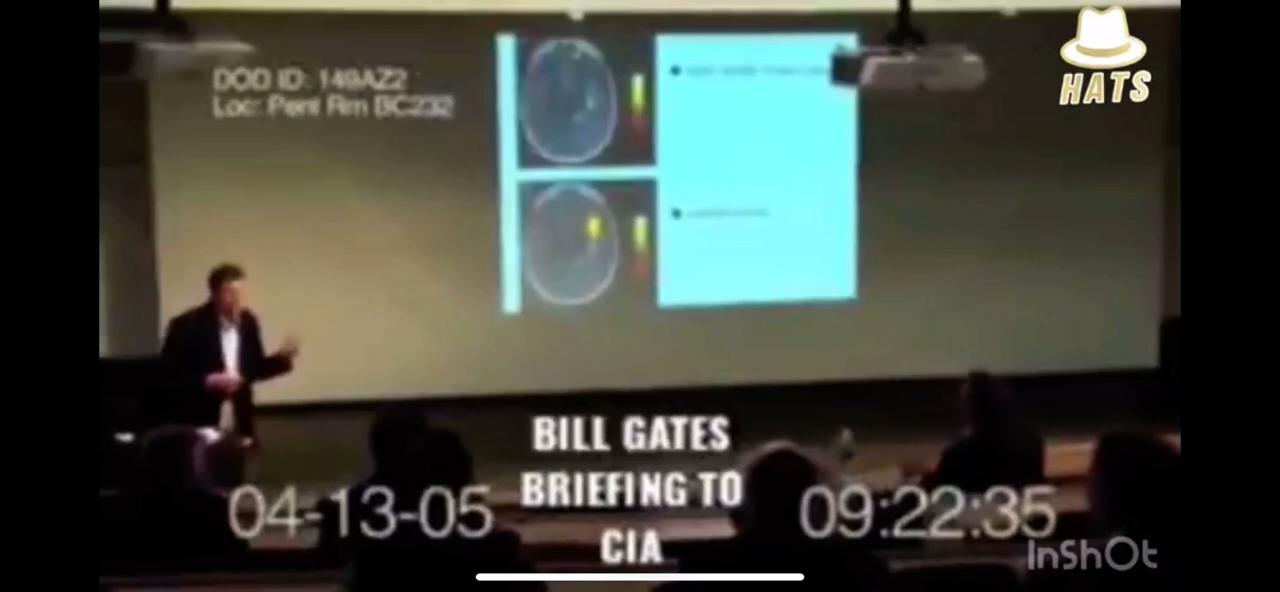 HATS
DOD ID: 149AZ2
Loc: Pent Rm BC232
BILL GATES
BRIEFING TO
CIA
04-13-05
09:22:35
InShOt